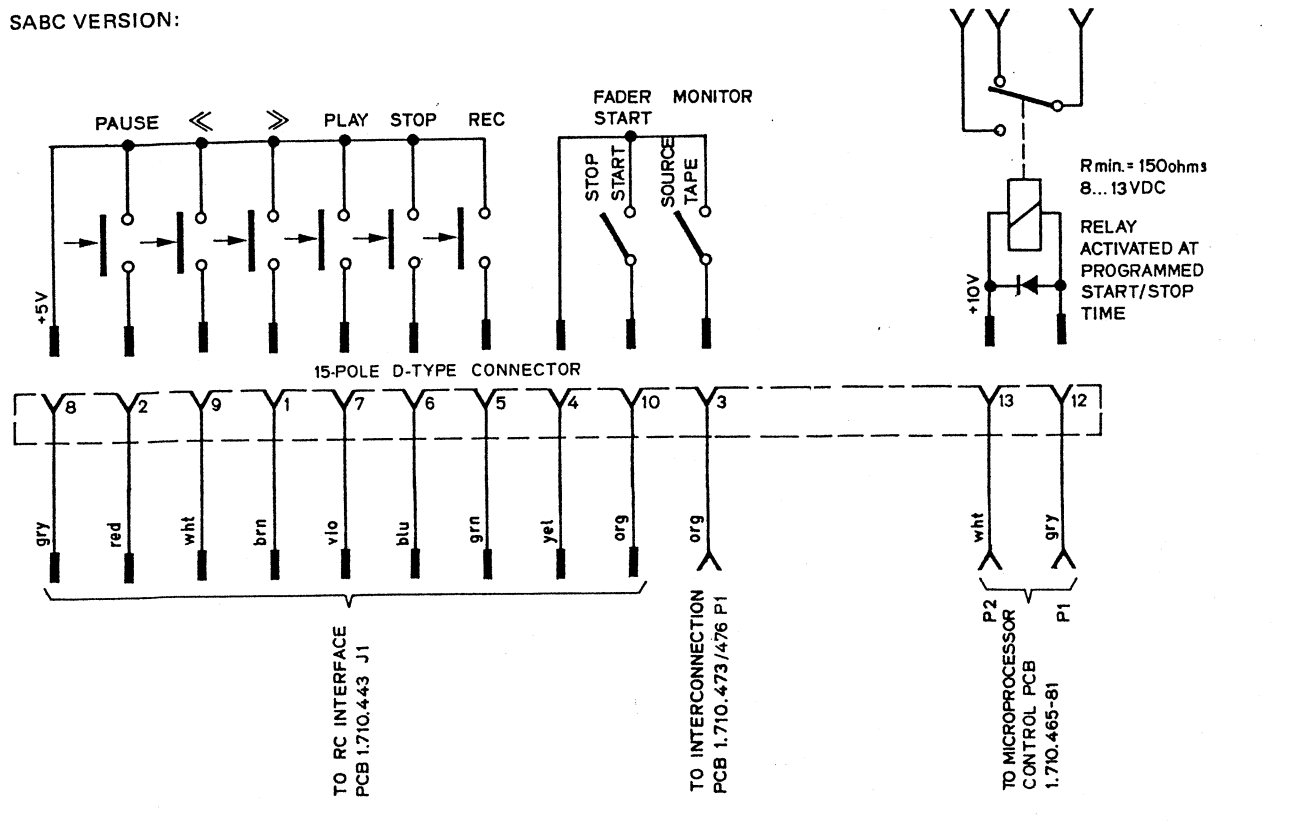 SABC VERSION:
PAUSE
≪
≫
PLAY
STOP
REC
FADER
START
MONITOR
STOP
START
SOURCE
TAPE
+5V
Rmin.= 150ohms
8...13VDC
RELAY
ACTIVATED AT
PROGRAMMED
START/STOP
TIME
+10V
15-POLE D-TYPE CONNECTOR
8
2
9
1
7
6
5
4
10
3
13
12
gry
red
wht
brn
vio
blu
grn
yel
org
org
wht
gry
TO RC INTERFACE
PCB 1.710.443 J1
TO INTERCONNECTION
PCB 1.710.473/476 P1
P2
P1
TO MICROPROCESSOR
CONTROL PCB
1.710.465-81